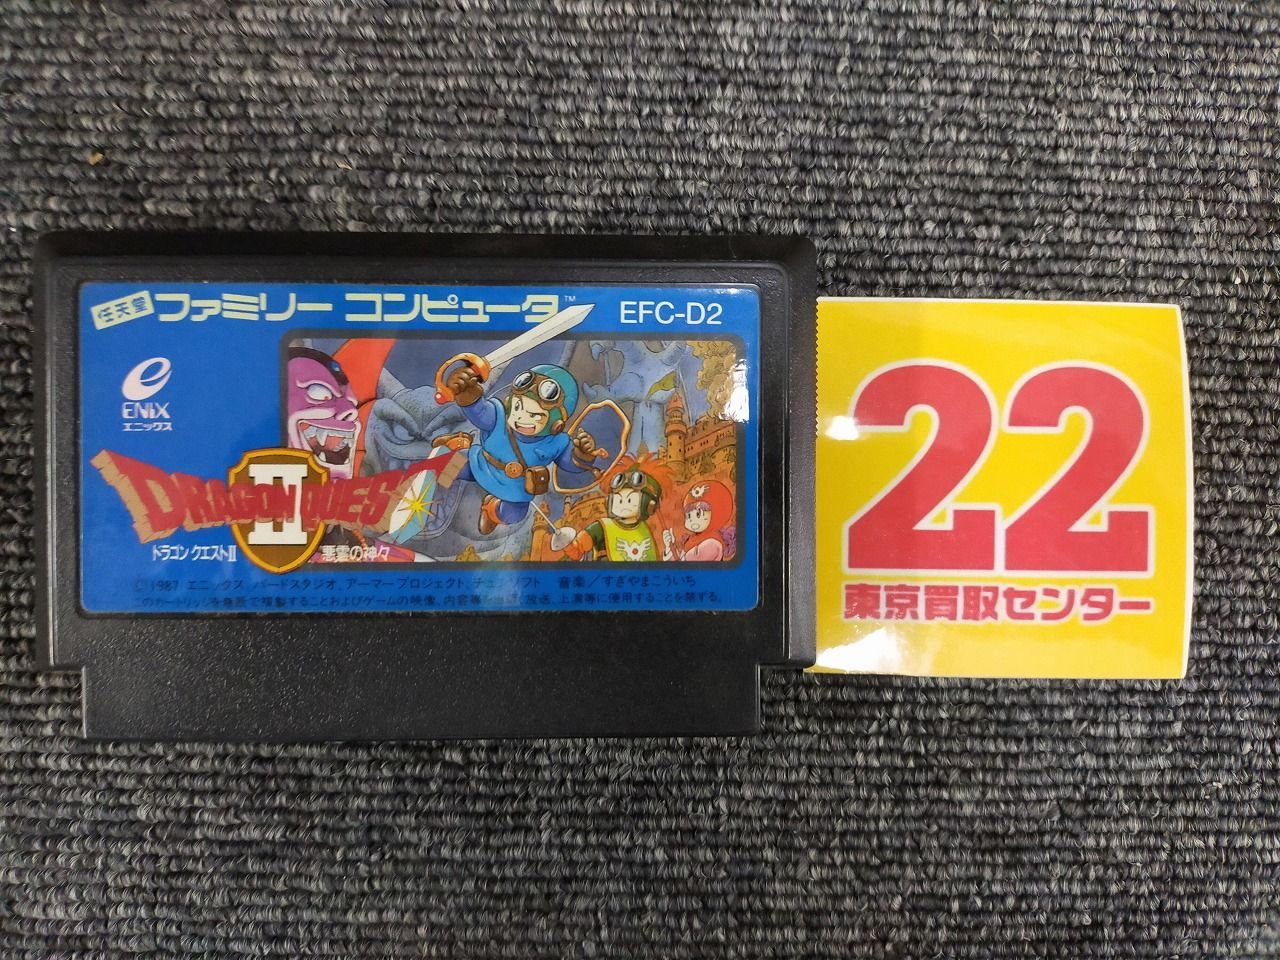 任天堂 ファミリー コンピュータ™ EFC-D2
ENIX
エニックス
DRAGON QUEST
II
ドラゴンクエストII 悪霊の神々
©1987 エニックス、バードスタジオ、アーマープロジェクト、チュンソフト 音楽/すぎやまこういち
このカートリッジを無断で複製することおよびゲームの映像、内容等を出版、放送、上演等に使用することを禁ずる。
22
東京買取センター